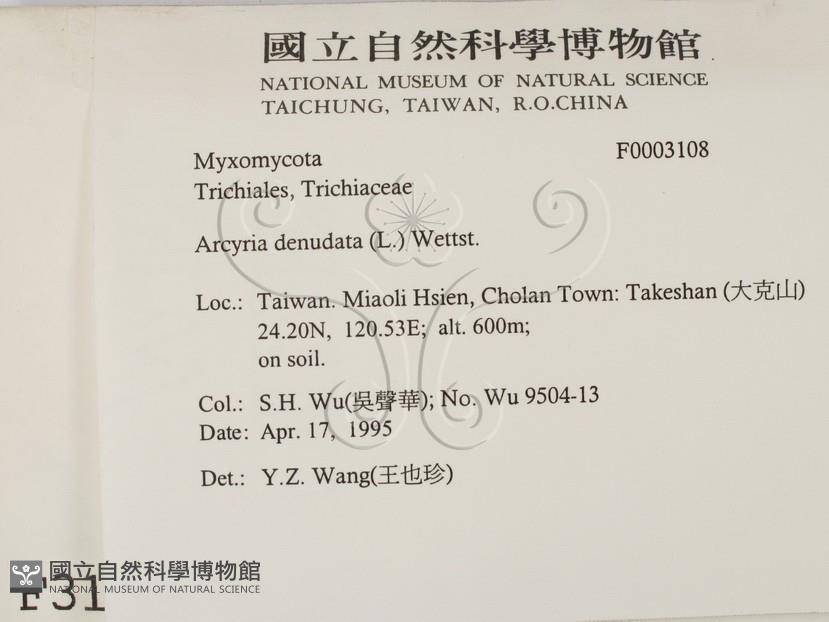 國立自然科學博物館
NATIONAL MUSEUM OF NATURAL SCIENCE
TAICHUNG, TAIWAN, R.O.CHINA
Myxomycota F0003108
Trichiales, Trichiaceae
Arcyria denudata (L.) Wettst.
Loc.: Taiwan. Miaoli Hsien, Cholan Town: Takeshan (大克山)
24.20N, 120.53E; alt. 600m;
on soil.
Col.: S.H. Wu(吳聲華); No. Wu 9504-13
Date: Apr. 17, 1995
Det.: Y.Z. Wang(王也珍)
國立自然科學博物館
NATIONAL MUSEUM OF NATURAL SCIENCE
F31